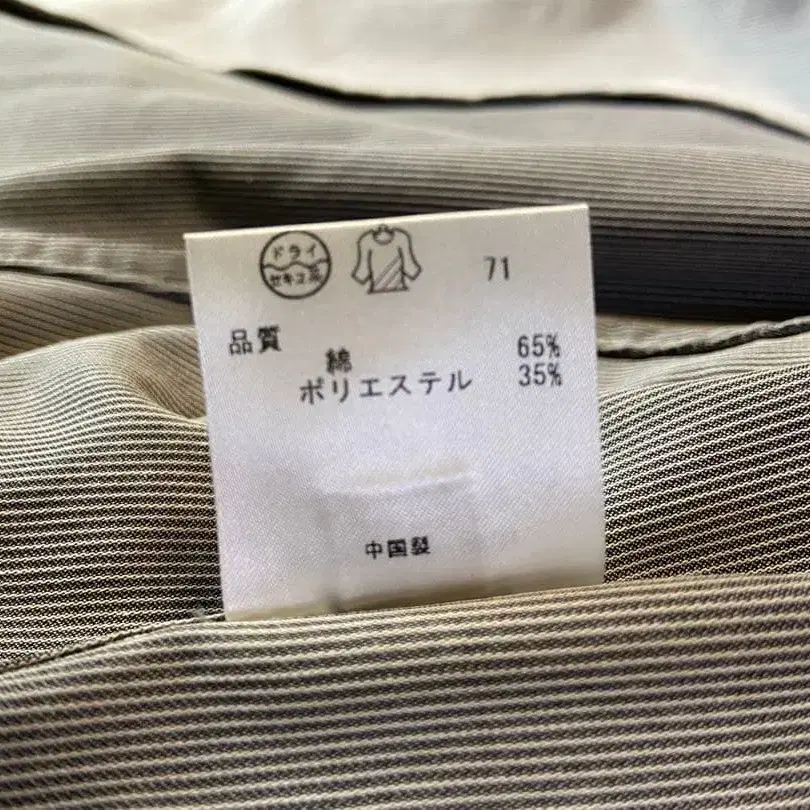 ドライ
セキユ系 71
品質
綿 65%
ポリエステル 35%
中国製